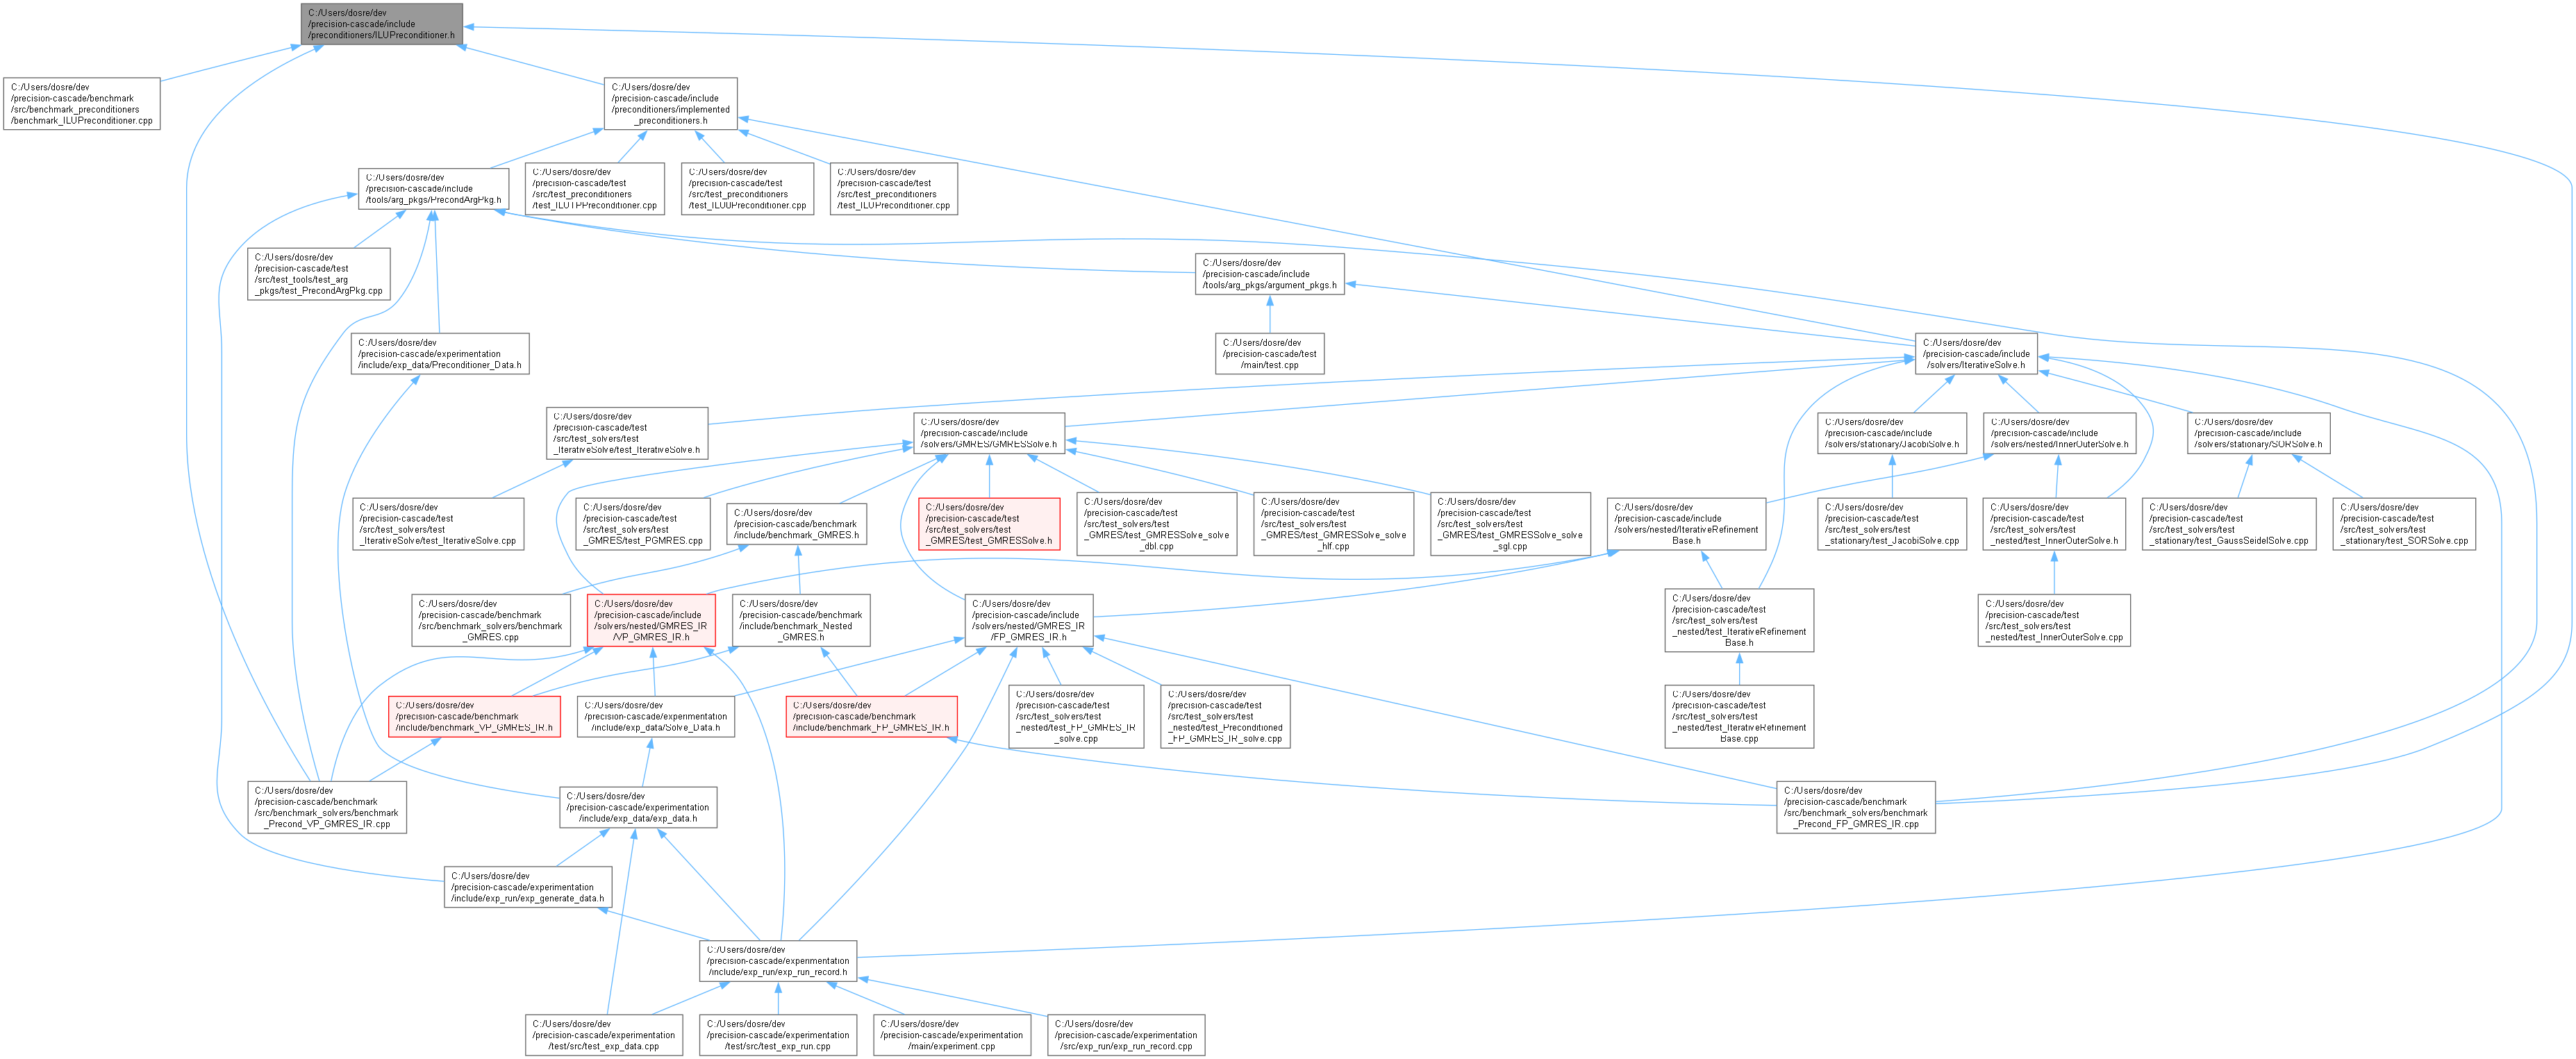 C:/Users/dosre/dev
/precision-cascade/include
/preconditioners/ILUPreconditioner.h
C:/Users/dosre/dev
/precision-cascade/benchmark
/src/benchmark_preconditioners
/benchmark_ILUPreconditioner.cpp
C:/Users/dosre/dev
/precision-cascade/include
/preconditioners/implemented
_preconditioners.h
C:/Users/dosre/dev
/precision-cascade/include
/tools/arg_pkgs/PrecondArgPkg.h
C:/Users/dosre/dev
/precision-cascade/test
/src/test_preconditioners
/test_ILUTPPreconditioner.cpp
C:/Users/dosre/dev
/precision-cascade/test
/src/test_preconditioners
/test_ILU0Preconditioner.cpp
C:/Users/dosre/dev
/precision-cascade/test
/src/test_preconditioners
/test_ILUPreconditioner.cpp
C:/Users/dosre/dev
/precision-cascade/test
/src/test_tools/test_arg
_pkgs/test_PrecondArgPkg.cpp
C:/Users/dosre/dev
/precision-cascade/include
/tools/arg_pkgs/argument_pkgs.h
C:/Users/dosre/dev
/precision-cascade/experimentation
/include/exp_data/Preconditioner_Data.h
C:/Users/dosre/dev
/precision-cascade/test
/main/test.cpp
C:/Users/dosre/dev
/precision-cascade/include
/solvers/IterativeSolve.h
C:/Users/dosre/dev
/precision-cascade/test
/src/test_solvers/test
_IterativeSolve/test_IterativeSolve.h
C:/Users/dosre/dev
/precision-cascade/include
/solvers/GMRES/GMRESSolve.h
C:/Users/dosre/dev
/precision-cascade/include
/solvers/stationary/JacobiSolve.h
C:/Users/dosre/dev
/precision-cascade/include
/solvers/nested/InnerOuterSolve.h
C:/Users/dosre/dev
/precision-cascade/include
/solvers/stationary/SORSolve.h
C:/Users/dosre/dev
/precision-cascade/test
/src/test_solvers/test
_IterativeSolve/test_IterativeSolve.cpp
C:/Users/dosre/dev
/precision-cascade/test
/src/test_solvers/test
_GMRES/test_PGMRES.cpp
C:/Users/dosre/dev
/precision-cascade/benchmark
/include/benchmark_GMRES.h
C:/Users/dosre/dev
/precision-cascade/test
/src/test_solvers/test
_GMRES/test_GMRESSolve.h
C:/Users/dosre/dev
/precision-cascade/test
/src/test_solvers/test
_GMRES/test_GMRESSolve_solve
_dbl.cpp
C:/Users/dosre/dev
/precision-cascade/test
/src/test_solvers/test
_GMRES/test_GMRESSolve_solve
_hlf.cpp
C:/Users/dosre/dev
/precision-cascade/test
/src/test_solvers/test
_GMRES/test_GMRESSolve_solve
_sgl.cpp
C:/Users/dosre/dev
/precision-cascade/include
/solvers/nested/IterativeRefinement
Base.h
C:/Users/dosre/dev
/precision-cascade/test
/src/test_solvers/test
_stationary/test_JacobiSolve.cpp
C:/Users/dosre/dev
/precision-cascade/test
/src/test_solvers/test
_nested/test_InnerOuterSolve.h
C:/Users/dosre/dev
/precision-cascade/test
/src/test_solvers/test
_stationary/test_GaussSeidelSolve.cpp
C:/Users/dosre/dev
/precision-cascade/test
/src/test_solvers/test
_stationary/test_SORSolve.cpp
C:/Users/dosre/dev
/precision-cascade/benchmark
/src/benchmark_solvers/benchmark
_GMRES.cpp
C:/Users/dosre/dev
/precision-cascade/include
/solvers/nested/GMRES_IR
/VP_GMRES_IR.h
C:/Users/dosre/dev
/precision-cascade/benchmark
/include/benchmark_Nested
_GMRES.h
C:/Users/dosre/dev
/precision-cascade/include
/solvers/nested/GMRES_IR
/FP_GMRES_IR.h
C:/Users/dosre/dev
/precision-cascade/test
/src/test_solvers/test
_nested/test_IterativeRefinement
Base.h
C:/Users/dosre/dev
/precision-cascade/test
/src/test_solvers/test
_nested/test_InnerOuterSolve.cpp
C:/Users/dosre/dev
/precision-cascade/benchmark
/include/benchmark_VP_GMRES_IR.h
C:/Users/dosre/dev
/precision-cascade/experimentation
/include/exp_data/Solve_Data.h
C:/Users/dosre/dev
/precision-cascade/benchmark
/include/benchmark_FP_GMRES_IR.h
C:/Users/dosre/dev
/precision-cascade/test
/src/test_solvers/test
_nested/test_FP_GMRES_IR
_solve.cpp
C:/Users/dosre/dev
/precision-cascade/test
/src/test_solvers/test
_nested/test_Preconditioned
_FP_GMRES_IR_solve.cpp
C:/Users/dosre/dev
/precision-cascade/test
/src/test_solvers/test
_nested/test_IterativeRefinement
Base.cpp
C:/Users/dosre/dev
/precision-cascade/benchmark
/src/benchmark_solvers/benchmark
_Precond_VP_GMRES_IR.cpp
C:/Users/dosre/dev
/precision-cascade/experimentation
/include/exp_data/exp_data.h
C:/Users/dosre/dev
/precision-cascade/benchmark
/src/benchmark_solvers/benchmark
_Precond_FP_GMRES_IR.cpp
C:/Users/dosre/dev
/precision-cascade/experimentation
/include/exp_run/exp_generate_data.h
C:/Users/dosre/dev
/precision-cascade/experimentation
/include/exp_run/exp_run_record.h
C:/Users/dosre/dev
/precision-cascade/experimentation
/test/src/test_exp_data.cpp
C:/Users/dosre/dev
/precision-cascade/experimentation
/test/src/test_exp_run.cpp
C:/Users/dosre/dev
/precision-cascade/experimentation
/main/experiment.cpp
C:/Users/dosre/dev
/precision-cascade/experimentation
/src/exp_run/exp_run_record.cpp